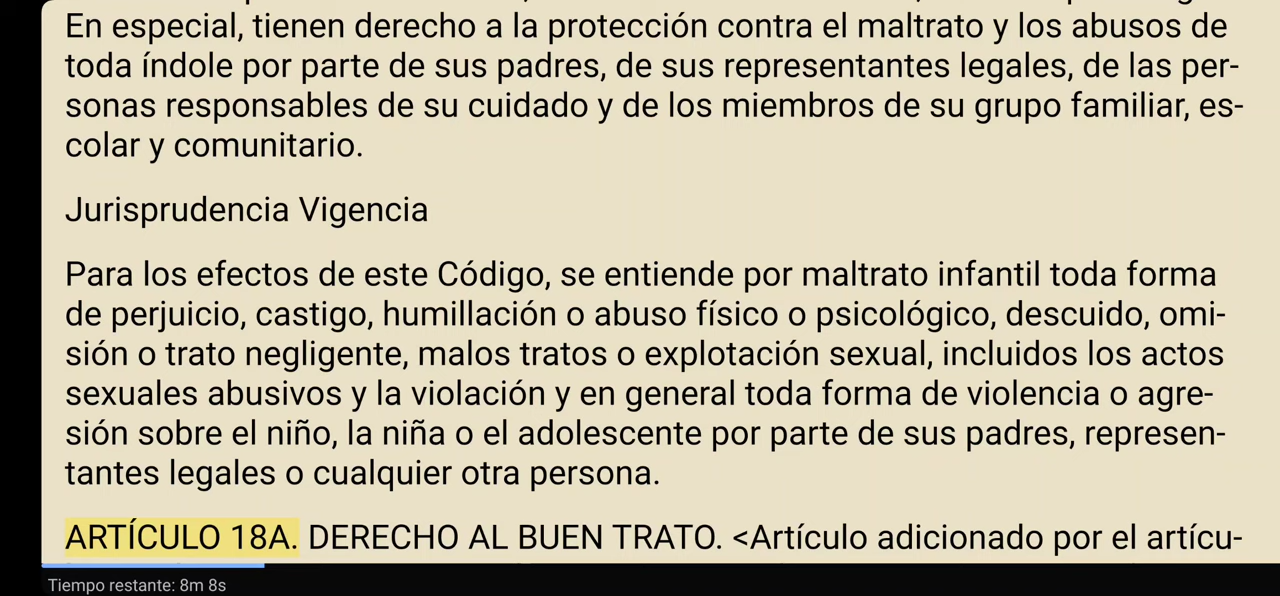 En especial, tienen derecho a la protección contra el maltrato y los abusos de
toda índole por parte de sus padres, de sus representantes legales, de las per-
sonas responsables de su cuidado y de los miembros de su grupo familiar, es-
colar y comunitario.
Jurisprudencia Vigencia
Para los efectos de este Código, se entiende por maltrato infantil toda forma
de perjuicio, castigo, humillación o abuso físico o psicológico, descuido, omi-
sión o trato negligente, malos tratos o explotación sexual, incluidos los actos
sexuales abusivos y la violación y en general toda forma de violencia o agre-
sión sobre el niño, la niña o el adolescente por parte de sus padres, represen-
tantes legales o cualquier otra persona.
ARTÍCULO 18A. DERECHO AL BUEN TRATO. <Artículo adicionado por el artícu-
Tiempo restante: 8m 8s